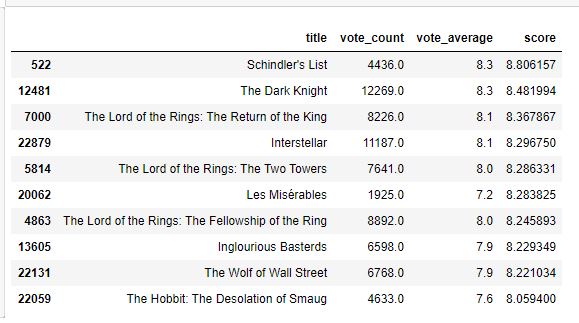 title vote_count vote_average score
522 Schindler's List 4436.0 8.3 8.806157
12481 The Dark Knight 12269.0 8.3 8.481994
7000 The Lord of the Rings: The Return of the King 8226.0 8.1 8.367867
22879 Interstellar 11187.0 8.1 8.296750
5814 The Lord of the Rings: The Two Towers 7641.0 8.0 8.286331
20062 Les Misérables 1925.0 7.2 8.283825
4863 The Lord of the Rings: The Fellowship of the Ring 8892.0 8.0 8.245893
13605 Inglourious Basterds 6598.0 7.9 8.229349
22131 The Wolf of Wall Street 6768.0 7.9 8.221034
22059 The Hobbit: The Desolation of Smaug 4633.0 7.6 8.059400